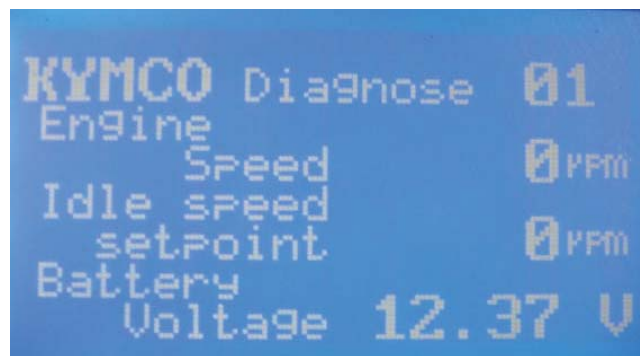 KYMCO Diagnose 01
Engine
Speed 0 rpm
Idle speed
setpoint 0 rpm
Battery
Voltage 12.37 V